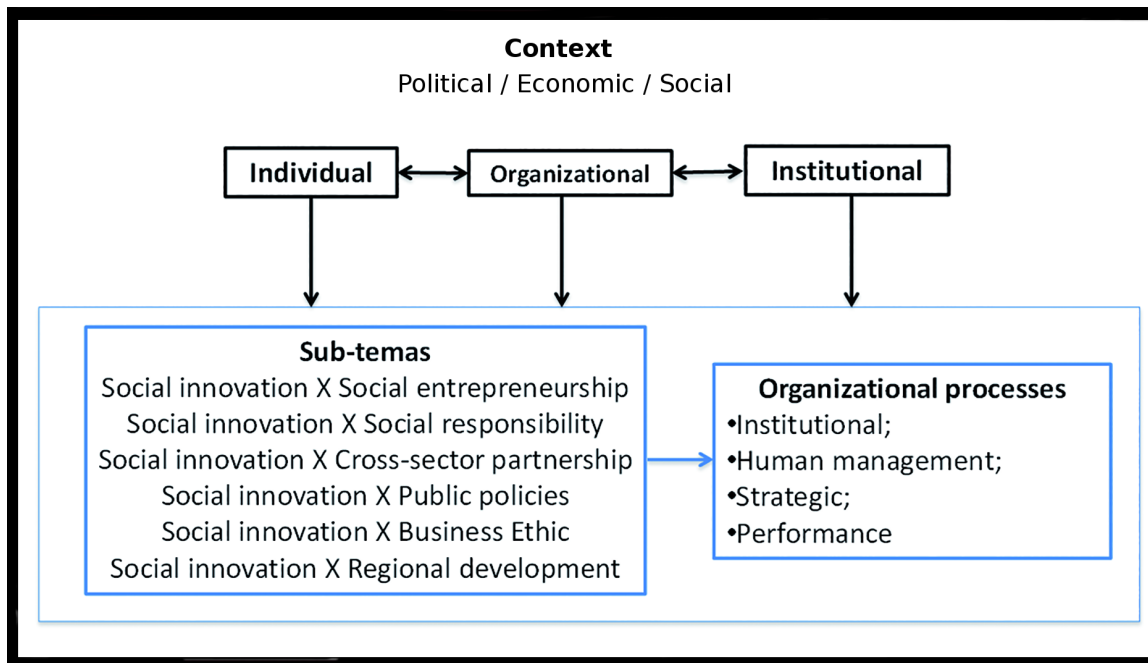 Context
Political / Economic / Social
Individual
Organizational
Institutional
Sub-temas
Social innovation X Social entrepreneurship
Social innovation X Social responsibility
Social innovation X Cross-sector partnership
Social innovation X Public policies
Social innovation X Business Ethic
Social innovation X Regional development
Organizational processes
•Institutional;
•Human management;
•Strategic;
•Performance